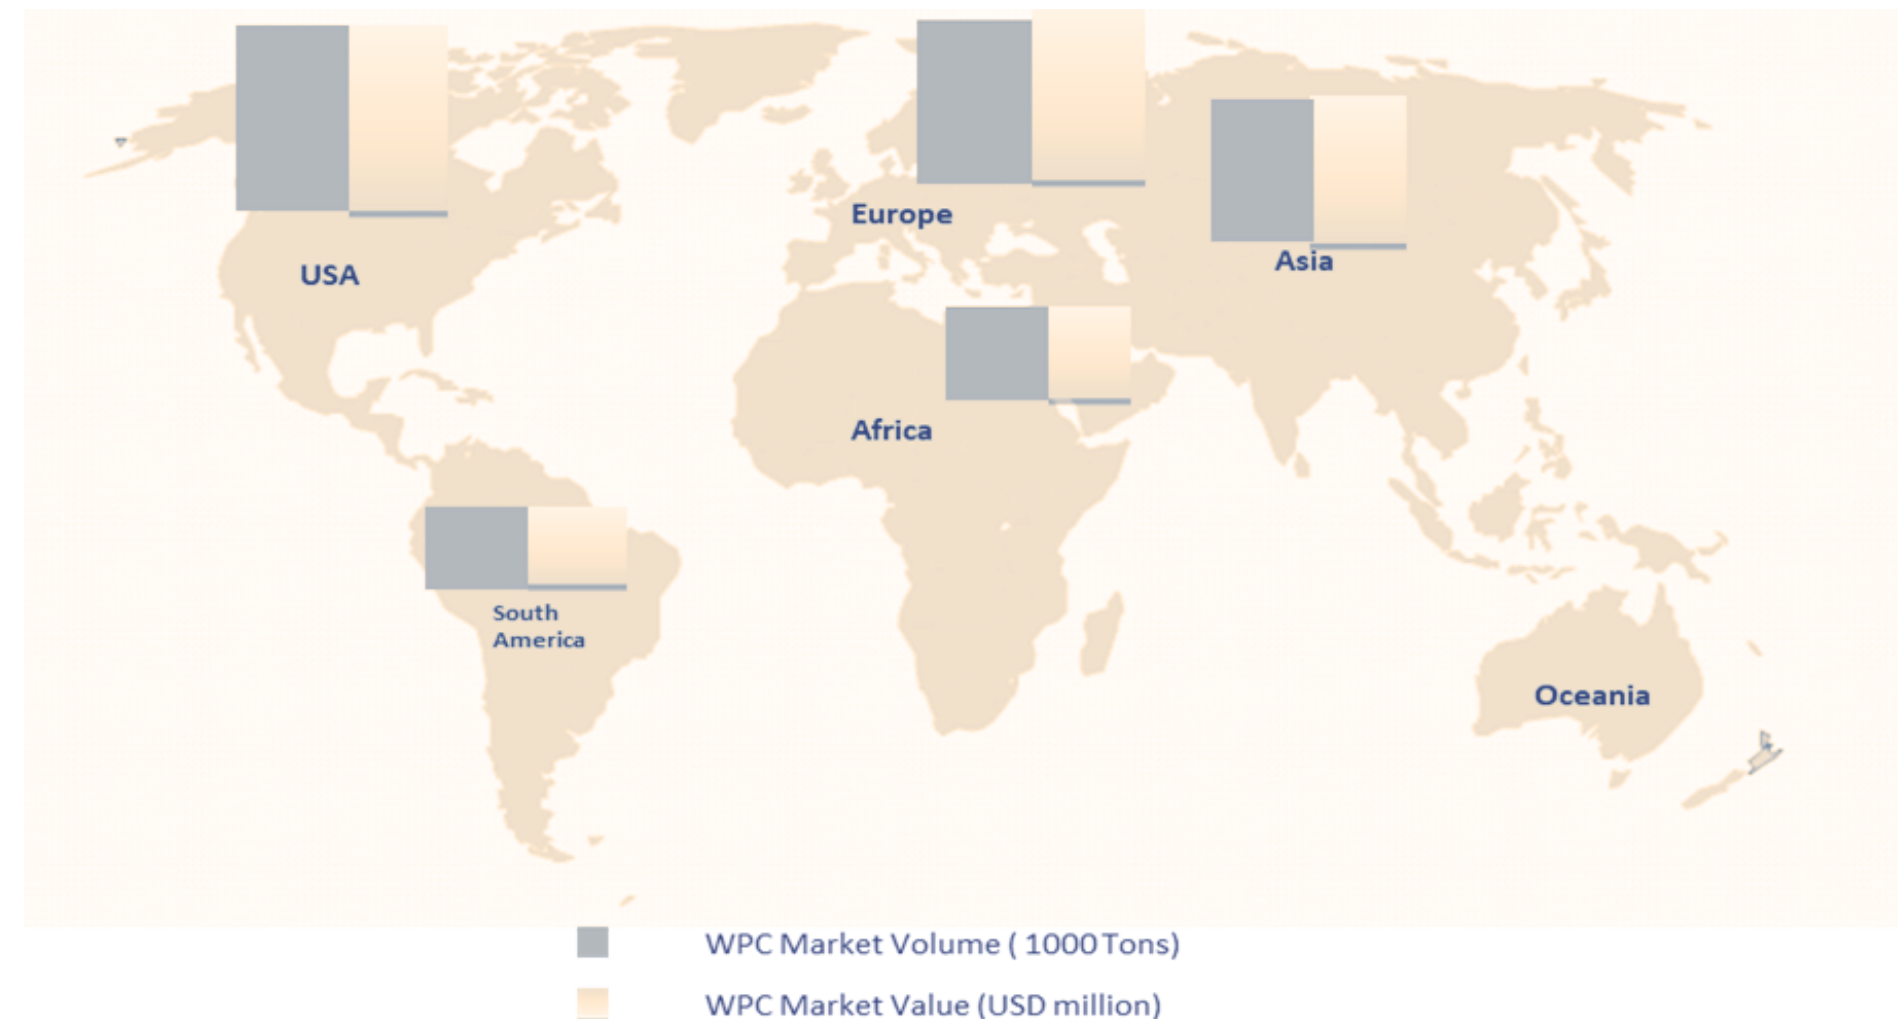 Europe
USA
Asia
Africa
South
America
Oceania
WPC Market Volume ( 1000 Tons)
WPC Market Value (USD million)